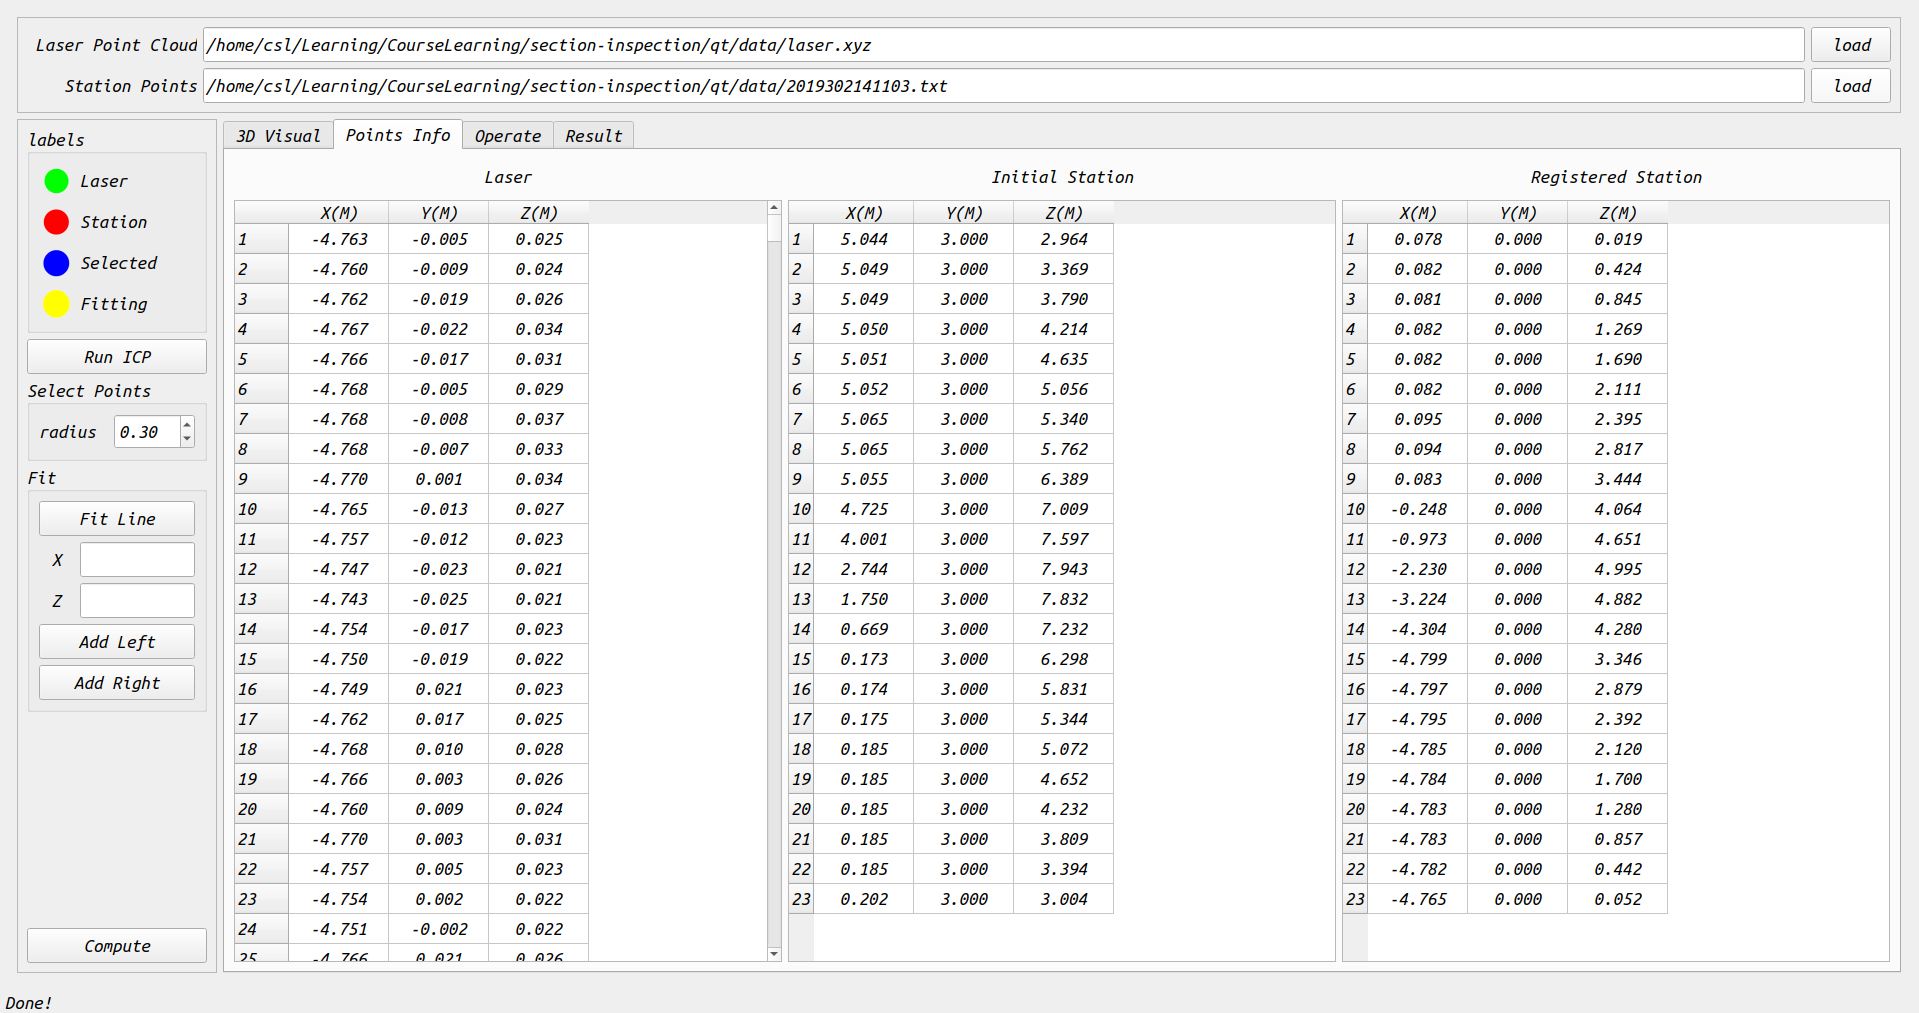 Laser Point Cloud /home/csl/Learning/CourseLearning/section-inspection/qt/data/laser.xyz load
Station Points /home/csl/Learning/CourseLearning/section-inspection/qt/data/2019302141103.txt load
labels
Laser
Station
Selected
Fitting
Run ICP
Select Points
radius 0.30
Fit
Fit Line
X
Z
Add Left
Add Right
Compute
3D Visual Points Info Operate Result
Laser
X(M) Y(M) Z(M)
1 -4.763 -0.005 0.025
2 -4.760 -0.009 0.024
3 -4.762 -0.019 0.026
4 -4.767 -0.022 0.034
5 -4.766 -0.017 0.031
6 -4.768 -0.005 0.029
7 -4.768 -0.008 0.037
8 -4.768 -0.007 0.033
9 -4.770 0.001 0.034
10 -4.765 -0.013 0.027
11 -4.757 -0.012 0.023
12 -4.747 -0.023 0.021
13 -4.743 -0.025 0.021
14 -4.754 -0.017 0.023
15 -4.750 -0.019 0.022
16 -4.749 0.021 0.023
17 -4.762 0.017 0.025
18 -4.768 0.010 0.028
19 -4.766 0.003 0.026
20 -4.760 0.009 0.024
21 -4.770 0.003 0.031
22 -4.757 0.005 0.023
23 -4.754 0.002 0.022
24 -4.751 -0.002 0.022
25 -4.766 0.021 0.026
Initial Station
X(M) Y(M) Z(M)
1 5.044 3.000 2.964
2 5.049 3.000 3.369
3 5.049 3.000 3.790
4 5.050 3.000 4.214
5 5.051 3.000 4.635
6 5.052 3.000 5.056
7 5.065 3.000 5.340
8 5.065 3.000 5.762
9 5.055 3.000 6.389
10 4.725 3.000 7.009
11 4.001 3.000 7.597
12 2.744 3.000 7.943
13 1.750 3.000 7.832
14 0.669 3.000 7.232
15 0.173 3.000 6.298
16 0.174 3.000 5.831
17 0.175 3.000 5.344
18 0.185 3.000 5.072
19 0.185 3.000 4.652
20 0.185 3.000 4.232
21 0.185 3.000 3.809
22 0.185 3.000 3.394
23 0.202 3.000 3.004
Registered Station
X(M) Y(M) Z(M)
1 0.078 0.000 0.019
2 0.082 0.000 0.424
3 0.081 0.000 0.845
4 0.082 0.000 1.269
5 0.082 0.000 1.690
6 0.082 0.000 2.111
7 0.095 0.000 2.395
8 0.094 0.000 2.817
9 0.083 0.000 3.444
10 -0.248 0.000 4.064
11 -0.973 0.000 4.651
12 -2.230 0.000 4.995
13 -3.224 0.000 4.882
14 -4.304 0.000 4.280
15 -4.799 0.000 3.346
16 -4.797 0.000 2.879
17 -4.795 0.000 2.392
18 -4.785 0.000 2.120
19 -4.784 0.000 1.700
20 -4.783 0.000 1.280
21 -4.783 0.000 0.857
22 -4.782 0.000 0.442
23 -4.765 0.000 0.052
Done!